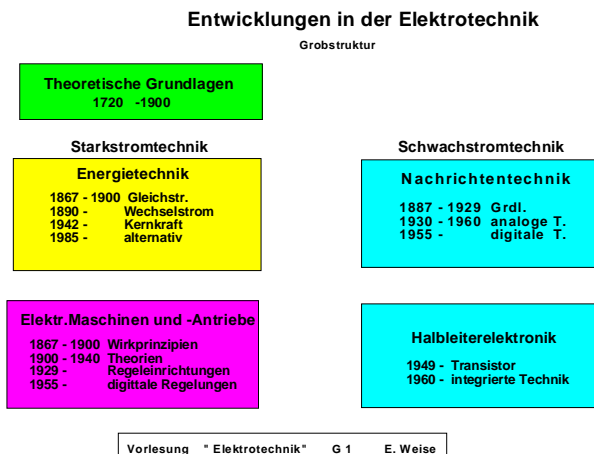 Entwicklungen in der Elektrotechnik
Grobstruktur
Theoretische Grundlagen
1720 -1900
Starkstromtechnik
Energietechnik
1867 - 1900 Gleichstr.
1890 - Wechselstrom
1942 - Kernkraft
1985 - alternativ
Elektr.Maschinen und -Antriebe
1867 - 1900 Wirkprinzipien
1900 - 1940 Theorien
1929 - Regeleinrichtungen
1955 - digittale Regelungen
Schwachstromtechnik
Nachrichtentechnik
1887 - 1929 Grdl.
1930 - 1960 analoge T.
1955 - digitale T.
Halbleiterelektronik
1949 - Transistor
1960 - integrierte Technik
Vorlesung " Elektrotechnik" G 1 E. Weise